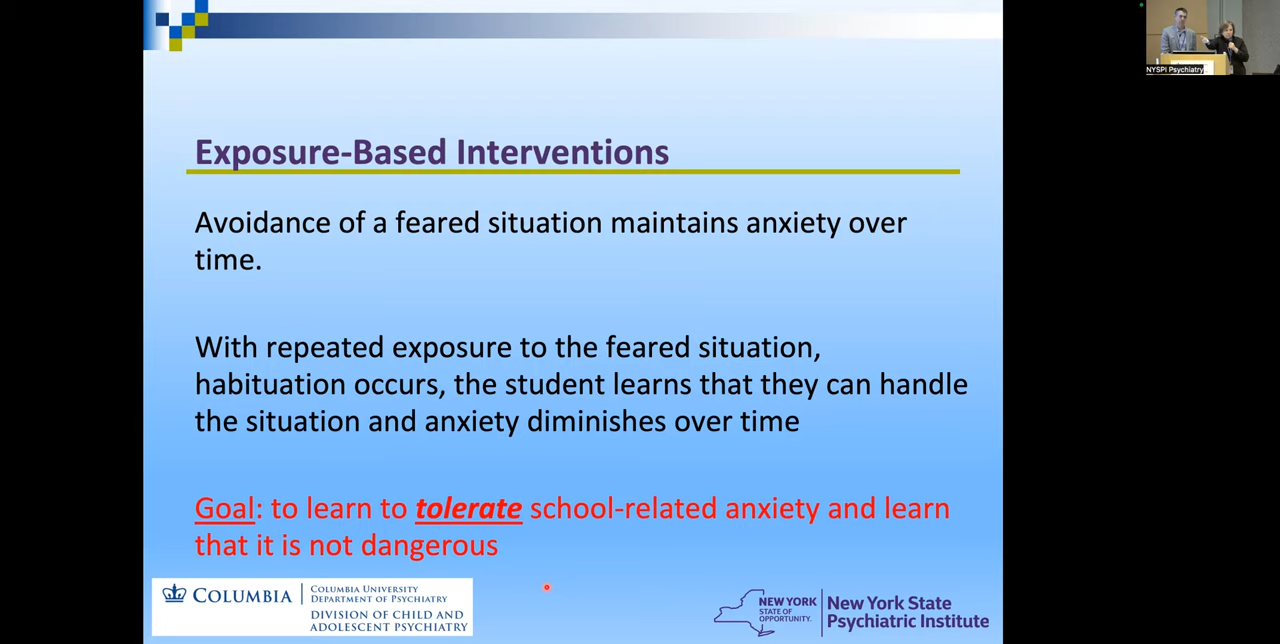 NYSPI Psychiatry
Exposure-Based Interventions
Avoidance of a feared situation maintains anxiety over
time.
With repeated exposure to the feared situation,
habituation occurs, the student learns that they can handle
the situation and anxiety diminishes over time
Goal: to learn to tolerate school-related anxiety and learn
that it is not dangerous
COLUMBIA
COLUMBIA UNIVERSITY
DEPARTMENT OF PSYCHIATRY
DIVISION OF CHILD AND
ADOLESCENT PSYCHIATRY
NEW YORK
STATE OF
OPPORTUNITY.
New York State
Psychiatric Institute